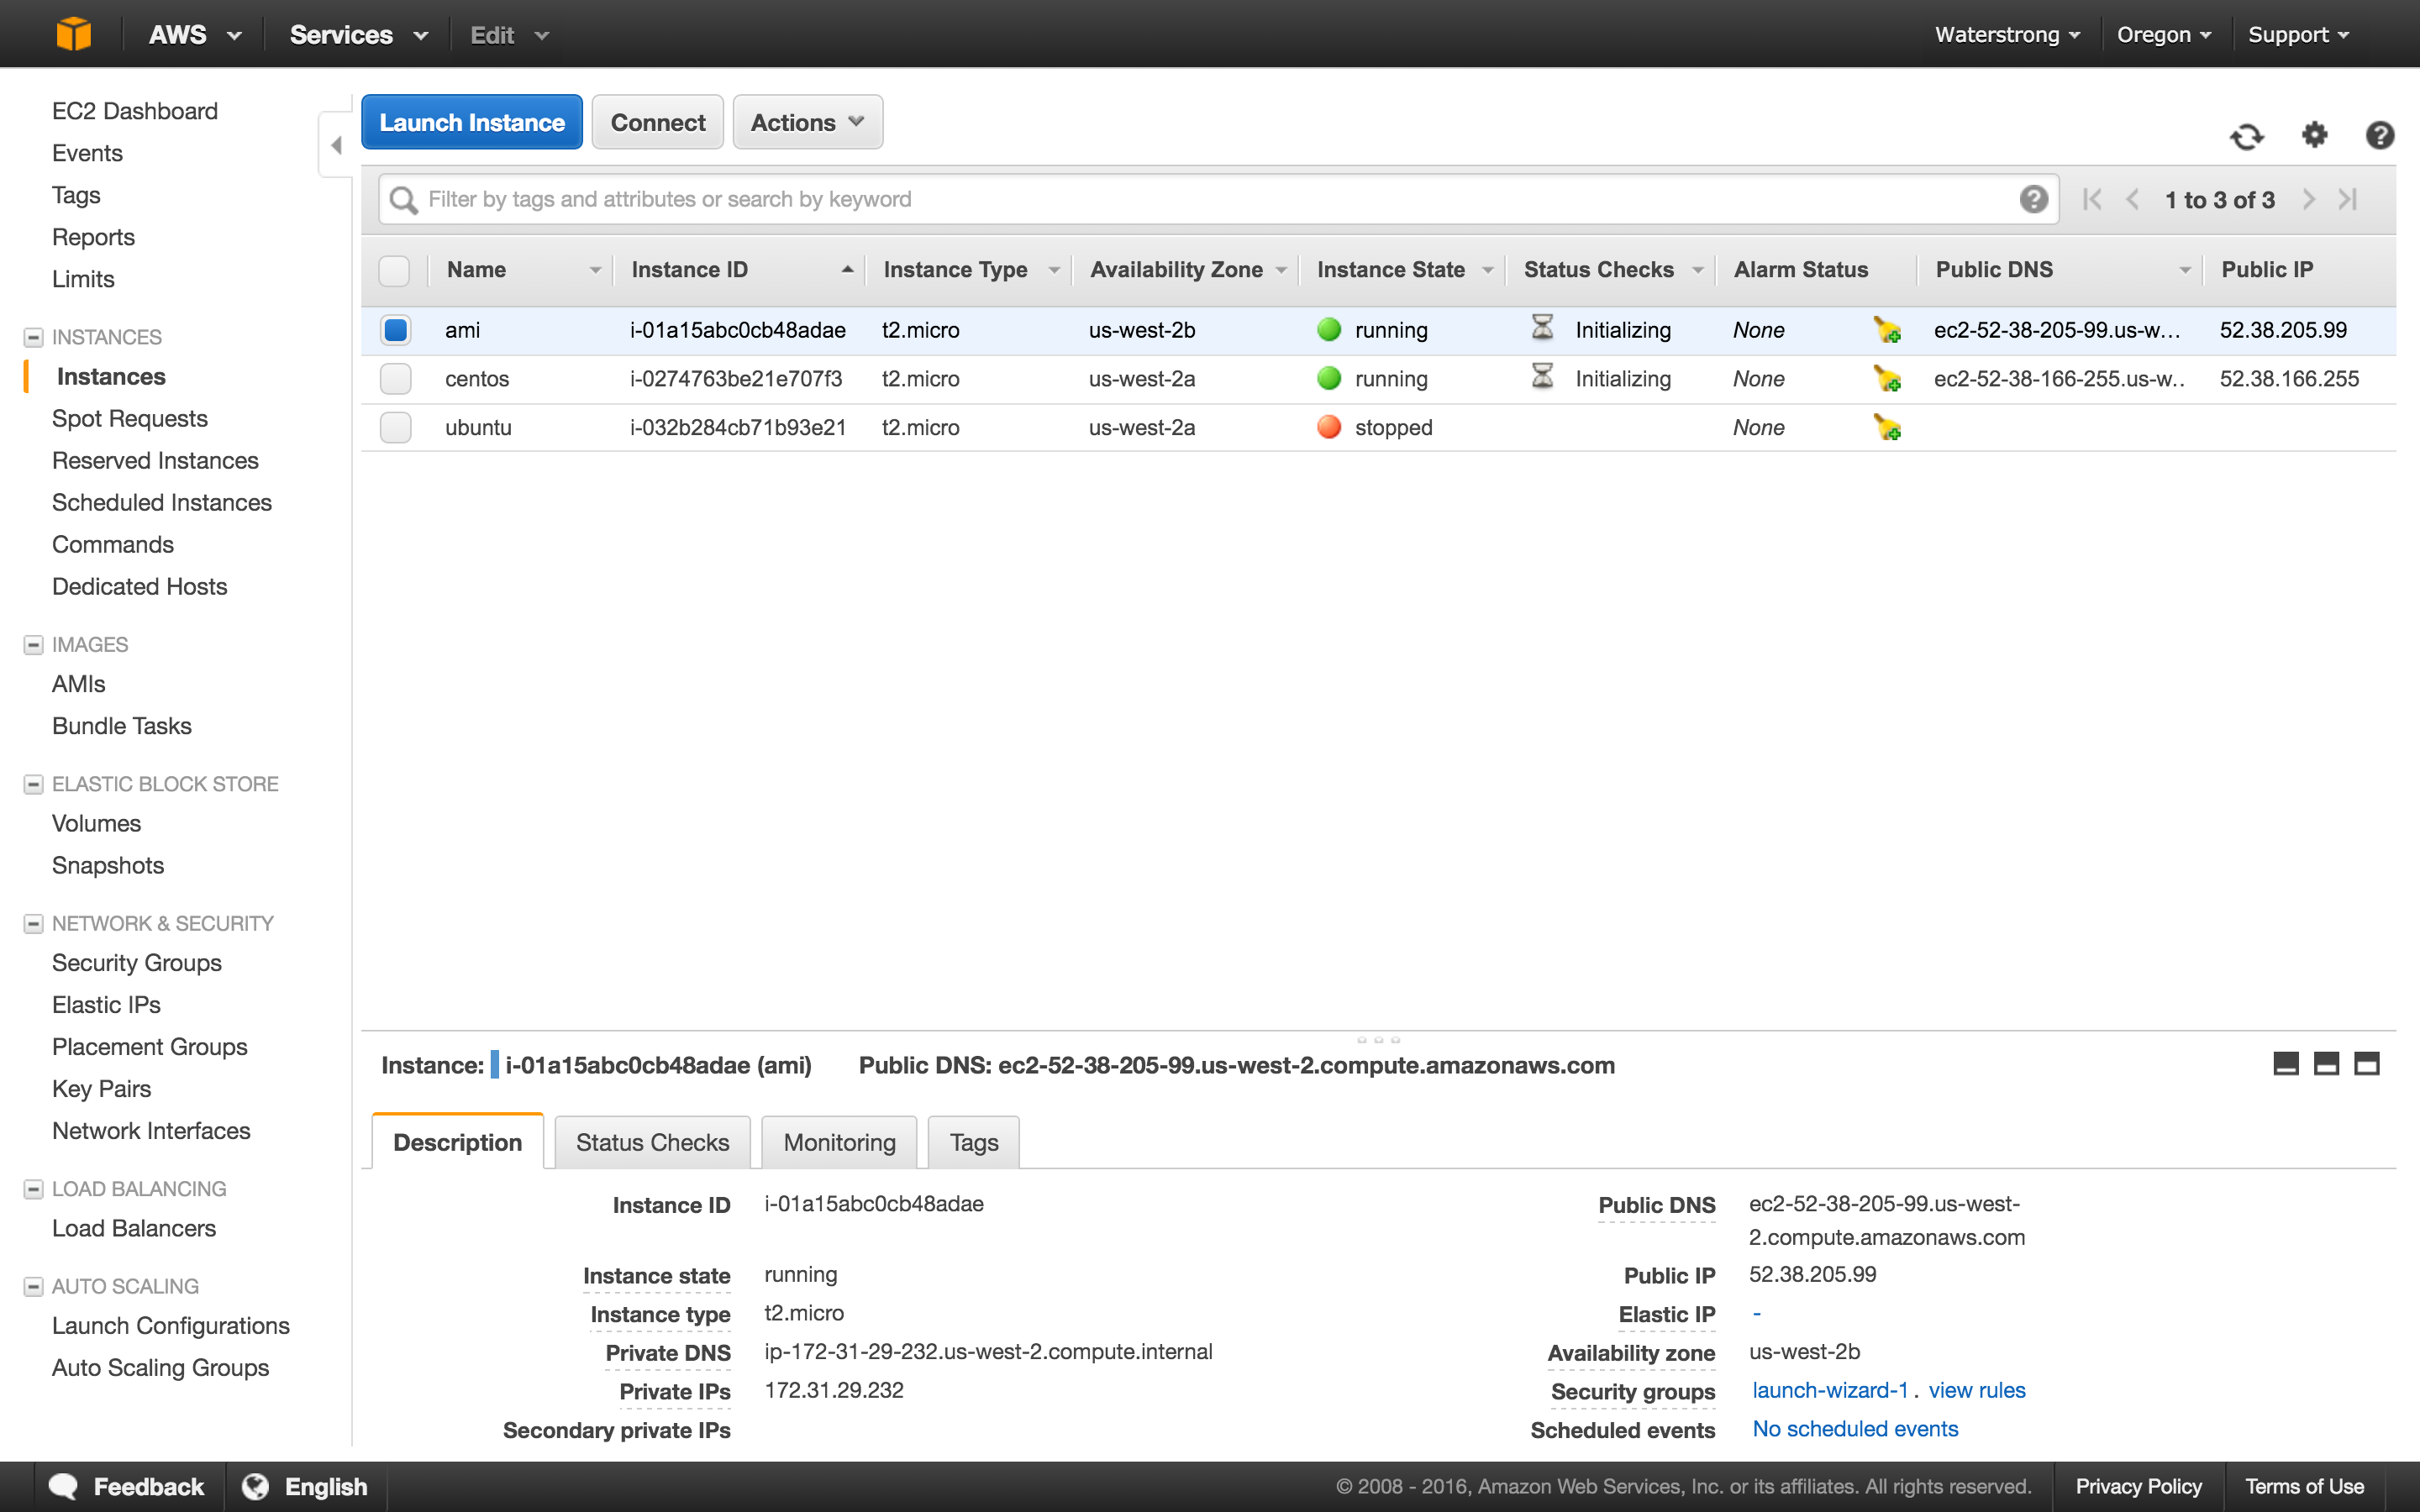 AWS Services Edit Waterstrong Oregon Support
EC2 Dashboard
Events
Tags
Reports
Limits
INSTANCES
Instances
Spot Requests
Reserved Instances
Scheduled Instances
Commands
Dedicated Hosts
IMAGES
AMIs
Bundle Tasks
ELASTIC BLOCK STORE
Volumes
Snapshots
NETWORK & SECURITY
Security Groups
Elastic IPs
Placement Groups
Key Pairs
Network Interfaces
LOAD BALANCING
Load Balancers
AUTO SCALING
Launch Configurations
Auto Scaling Groups
Launch Instance Connect Actions
Filter by tags and attributes or search by keyword 1 to 3 of 3
Name Instance ID Instance Type Availability Zone Instance State Status Checks Alarm Status Public DNS Public IP
ami i-01a15abc0cb48adae t2.micro us-west-2b running Initializing None ec2-52-38-205-99.us-w... 52.38.205.99
centos i-0274763be21e707f3 t2.micro us-west-2a running Initializing None ec2-52-38-166-255.us-w.. 52.38.166.255
ubuntu i-032b284cb71b93e21 t2.micro us-west-2a stopped None
Instance: i-01a15abc0cb48adae (ami) Public DNS: ec2-52-38-205-99.us-west-2.compute.amazonaws.com
Description Status Checks Monitoring Tags
Instance ID i-01a15abc0cb48adae
Instance state running
Instance type t2.micro
Private DNS ip-172-31-29-232.us-west-2.compute.internal
Private IPs 172.31.29.232
Secondary private IPs
Public DNS ec2-52-38-205-99.us-west-
2.compute.amazonaws.com
Public IP 52.38.205.99
Elastic IP -
Availability zone us-west-2b
Security groups launch-wizard-1. view rules
Scheduled events No scheduled events
Feedback English © 2008 - 2016, Amazon Web Services, Inc. or its affiliates. All rights reserved. Privacy Policy Terms of Use